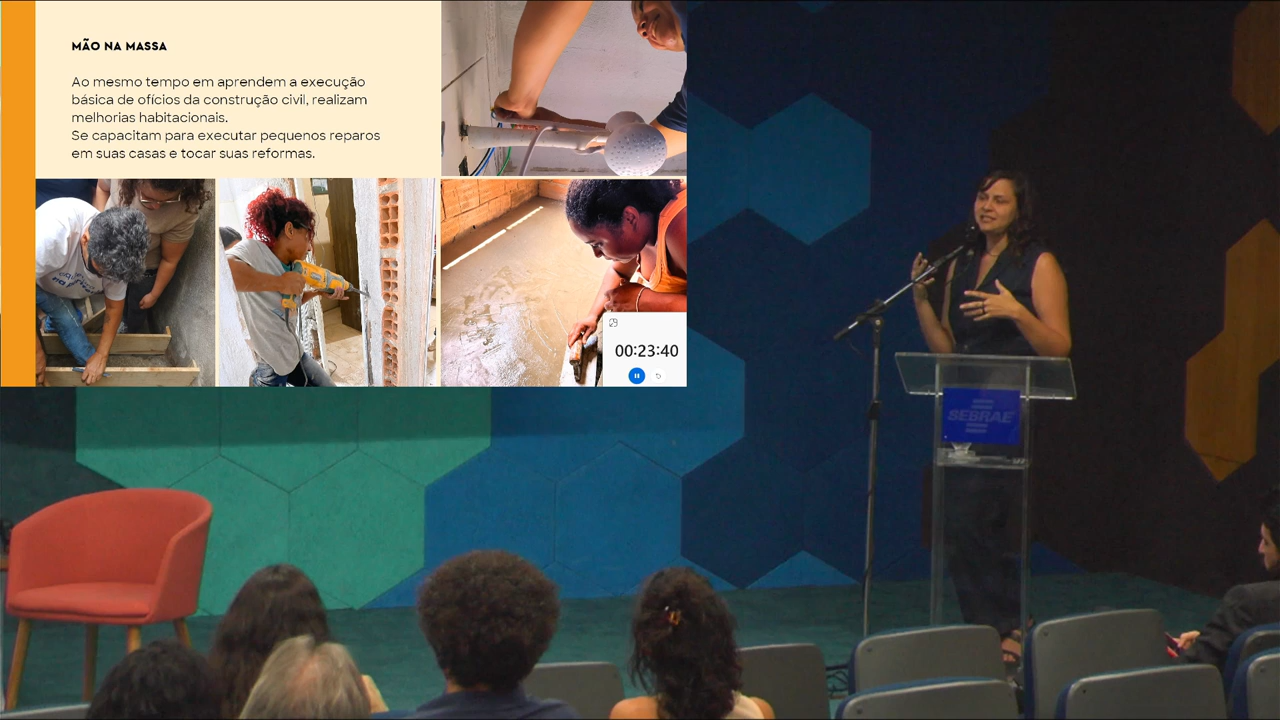 MÃO NA MASSA
Ao mesmo tempo em aprendem a execução
básica de ofícios da construção civil, realizam
melhorias habitacionais.
Se capacitam para executar pequenos reparos
em suas casas e tocar suas reformas.
00:23:40
SEBRAE